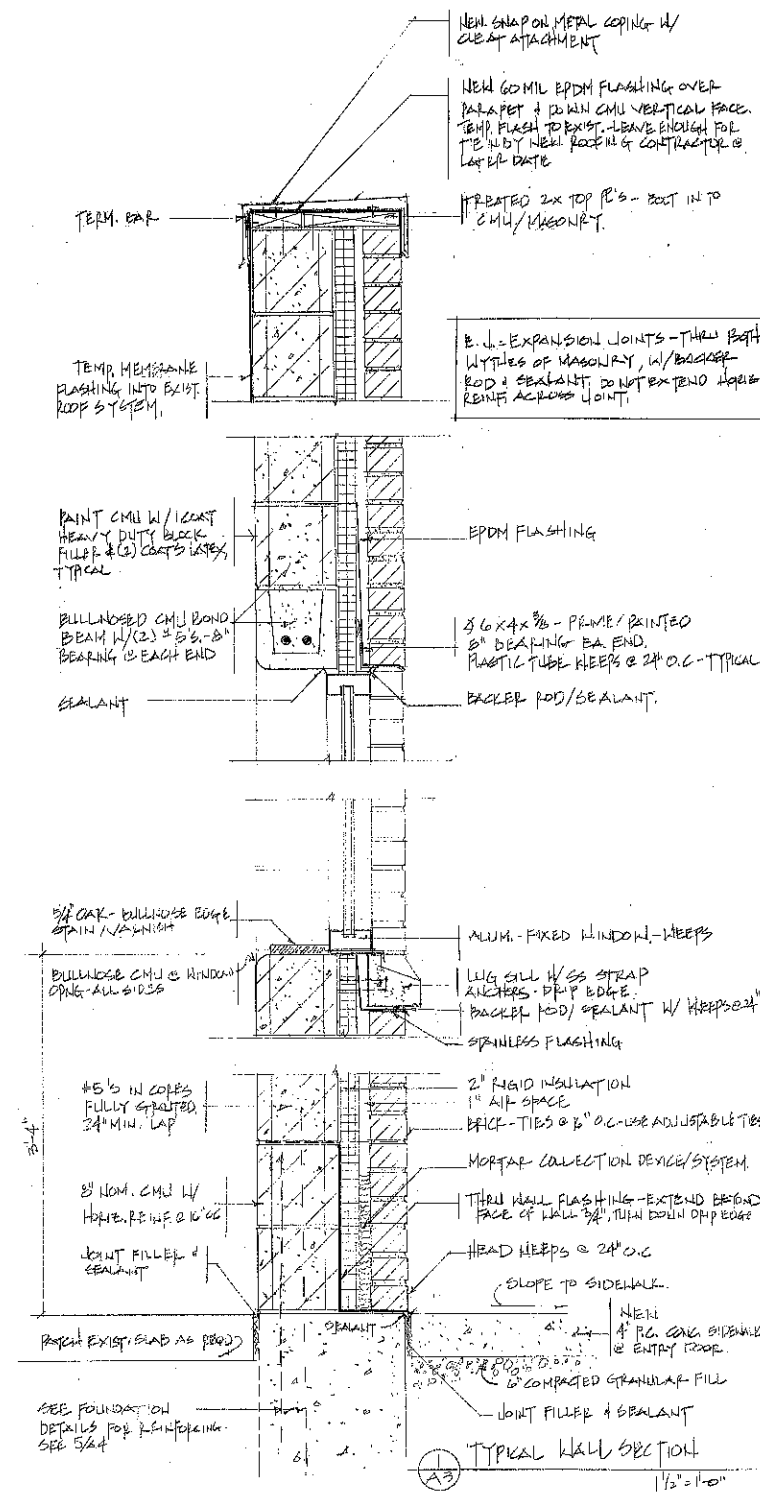 NEW SNAP ON METAL COPING W/
CLEAT ATTACHMENT
NEW 60 MIL EPDM FLASHING OVER
PARAPET & DOWN CMU VERTICAL FACE.
TEMP. FLASH TO EXIST. - LEAVE ENOUGH FOR
TIE IN BY NEW ROOFING CONTRACTOR @
LATER DATE
TERM. BAR
TREATED 2X TOP PL'S - BOLT IN TO
CMU/MASONRY.
E.J. = EXPANSION JOINTS - THRU BOTH
WYTHES OF MASONRY, W/BACKER
ROD & SEALANT. DO NOT EXTEND HORIZ
REINF. ACROSS JOINT.
TEMP. MEMBRANE
FLASHING INTO EXIST.
ROOF SYSTEM.
PAINT CMU W/ 1 COAT
HEAVY DUTY BLOCK
FILLER & (2) COATS LATEX,
TYPICAL
EPDM FLASHING
BULLNOSED CMU BOND
BEAM W/(2) #5'S. - 8"
BEARING @ EACH END
∡ 6x4x3/8 - PRIME/PAINTED
8" BEARING EA. END.
PLASTIC TUBE WEEPS @ 24" O.C - TYPICAL
SEALANT
BACKER ROD/SEALANT.
5/4" OAK - BULLNOSE EDGE
STAIN/VARNISH
ALUM. - FIXED WINDOW. - WEEPS
BULLNOSE CMU @ WINDOW
OPNG - ALL SIDES
LUG SILL W/SS STRAP
ANCHORS - DRIP EDGE
BACKER ROD/SEALANT W/ WEEPS @ 24"
STAINLESS FLASHING
3'-4"
#5'S IN CORES
FULLY GROUTED
24" MIN. LAP
2" RIGID INSULATION
1" AIR SPACE
BRICK - TIES @ 16" O.C - USE ADJUSTABLE TIES
MORTAR COLLECTION DEVICE/SYSTEM
8" NOM. CMU W/
HORIZ. REINF. @ 16" OC
THRU WALL FLASHING - EXTEND BEYOND
FACE OF WALL 3/4", TURN DOWN DRIP EDGE
JOINT FILLER &
SEALANT
HEAD WEEPS @ 24" O.C
SLOPE TO SIDEWALK
PATCH EXIST. SLAB AS REQD
SEALANT
NEW
4" P.C. CONC. SIDEWALK
@ ENTRY DOOR
6" COMPACTED GRANULAR FILL
SEE FOUNDATION
DETAILS FOR REINFORCING.
SEE 5/A4
JOINT FILLER & SEALANT
1
A3
TYPICAL WALL SECTION
1 1/2" = 1'-0"